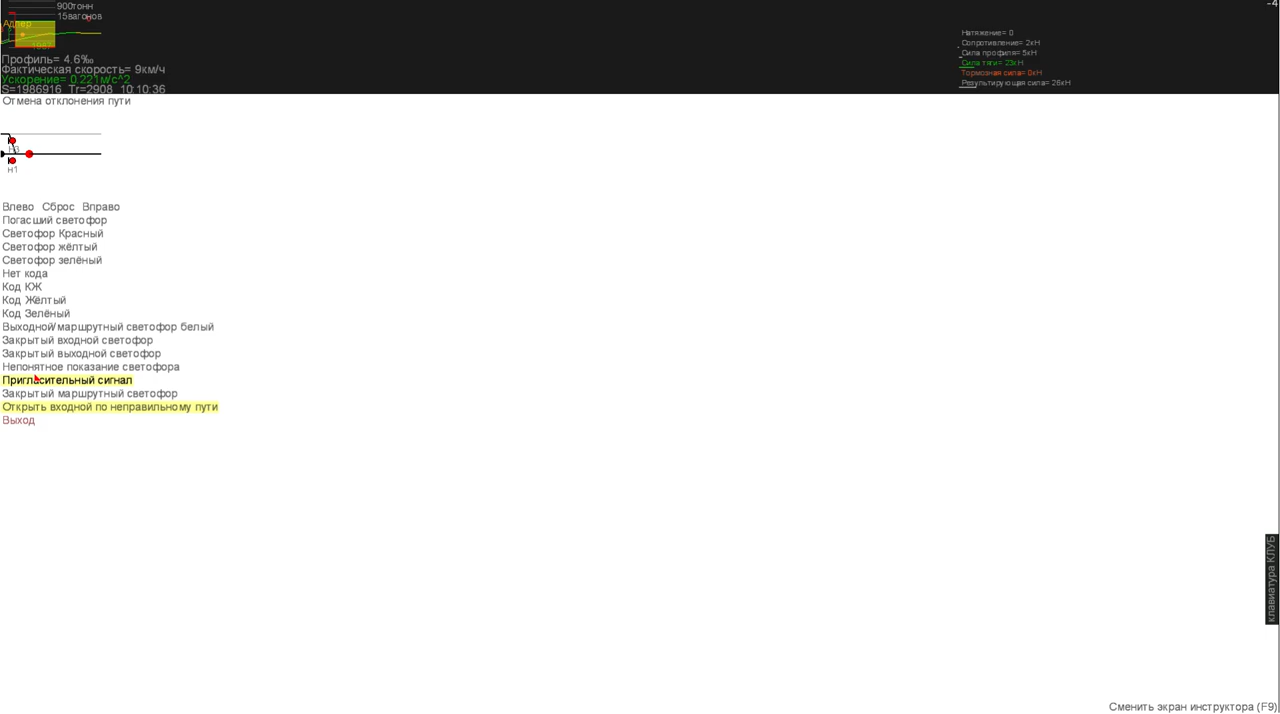 -4
900тонн
15вагонов
Адлер
1987
Профиль= 4.6‰
Фактическая скорость= 9км/ч
Ускорение= 0.221м/с^2
S=1986916 Tr=2908 10:10:36
Натяжение= 0
Сопротивление= 2кН
Сила профиля= 5кН
Сила тяги= 23кН
Тормозная сила= 0кН
Результирующая сила= 26кН
Отмена отклонения пути
н3
н1
Влево Сброс Вправо
Погасший светофор
Светофор Красный
Светофор жёлтый
Светофор зелёный
Нет кода
Код КЖ
Код Жёлтый
Код Зелёный
Выходной/маршрутный светофор белый
Закрытый входной светофор
Закрытый выходной светофор
Непонятное показание светофора
Пригласительный сигнал
Закрытый маршрутный светофор
Открыть входной по неправильному пути
Выход
клавиатура КЛУБ
Сменить экран инструктора (F9)